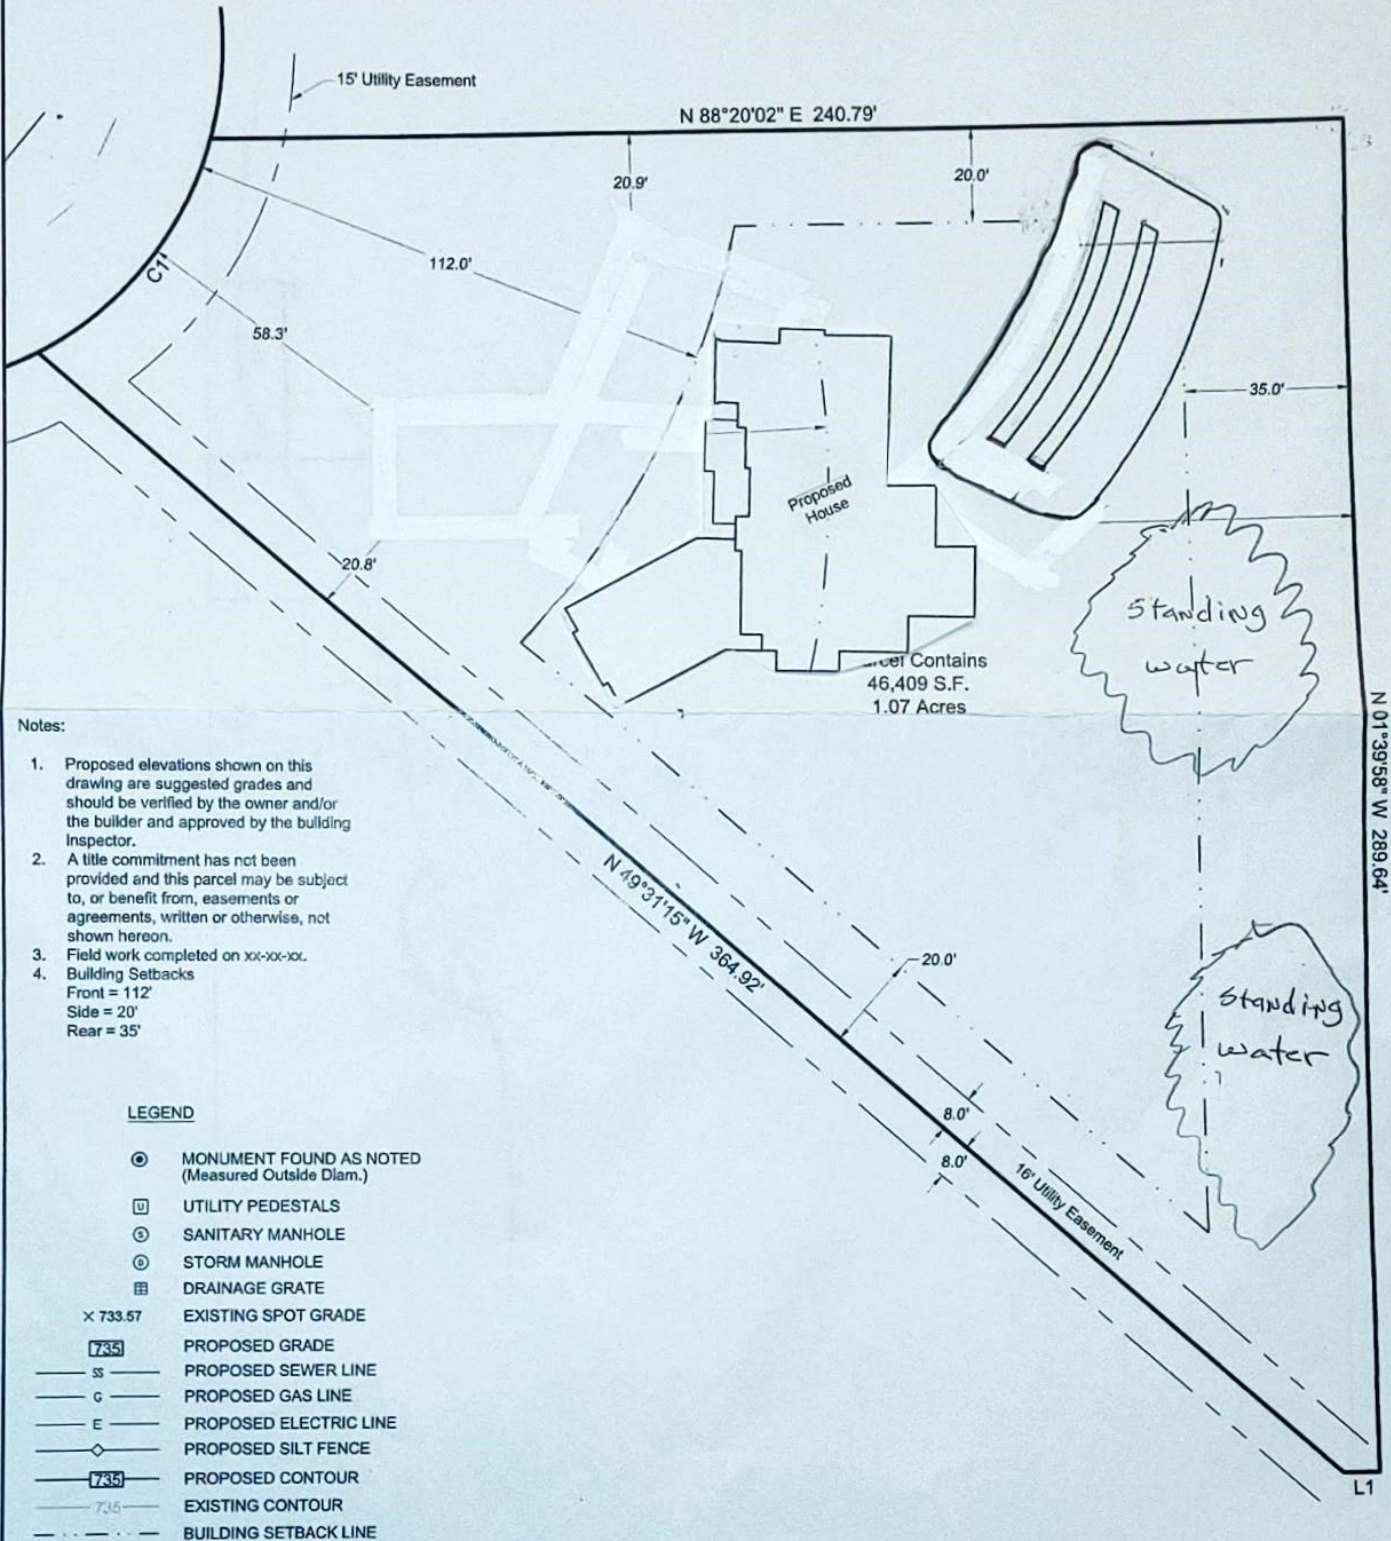 15' Utility Easement
N 88°20'02" E 240.79'
20.9'
20.0'
112.0'
C1
58.3'
35.0'
Proposed
House
20.8'
Standing
water
Contains
46,409 S.F.
1.07 Acres
N 01°39'58" W 289.64'
Notes:
1. Proposed elevations shown on this
drawing are suggested grades and
should be verified by the owner and/or
the builder and approved by the building
Inspector.
2. A title commitment has not been
provided and this parcel may be subject
to, or benefit from, easements or
agreements, written or otherwise, not
shown hereon.
3. Field work completed on xx-xx-xx.
4. Building Setbacks
Front = 112'
Side = 20'
Rear = 35'
N 49°31'15" W 364.92'
20.0'
Standing
water
8.0'
8.0'
16' Utility Easement
L1
LEGEND
MONUMENT FOUND AS NOTED
(Measured Outside Diam.)
U UTILITY PEDESTALS
S SANITARY MANHOLE
D STORM MANHOLE
DRAINAGE GRATE
X 733.57 EXISTING SPOT GRADE
735 PROPOSED GRADE
SS PROPOSED SEWER LINE
G PROPOSED GAS LINE
E PROPOSED ELECTRIC LINE
PROPOSED SILT FENCE
735 PROPOSED CONTOUR
735 EXISTING CONTOUR
BUILDING SETBACK LINE